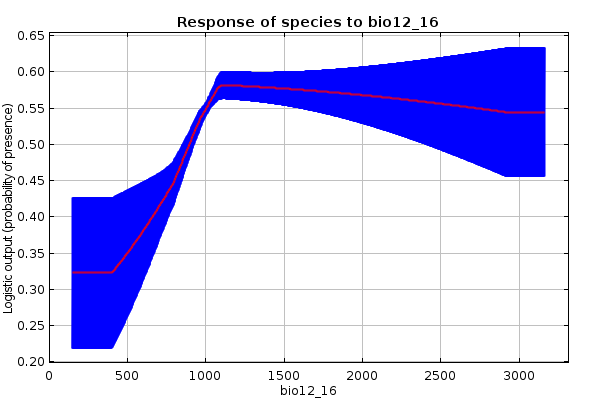 Response of species to bio12_16
Logistic output (probability of presence)
0.65
0.60
0.55
0.50
0.45
0.40
0.35
0.30
0.25
0.20
0 500 1000 1500 2000 2500 3000
bio12_16